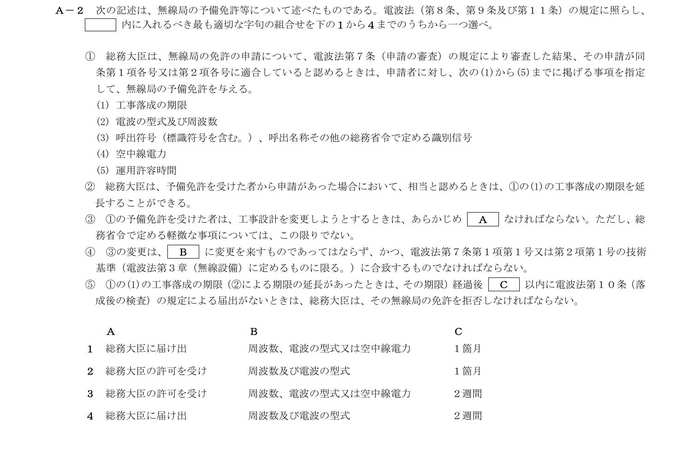 A－2 次の記述は、無線局の予備免許等について述べたものである。電波法（第８条、第９条及び第１１条）の規定に照らし、
内に入れるべき最も適切な字句の組合せを下の１から４までのうちから一つ選べ。
① 総務大臣は、無線局の免許の申請について、電波法第７条（申請の審査）の規定により審査した結果、その申請が同
条第１項各号又は第２項各号に適合していると認めるときは、申請者に対し、次の(1)から(5)までに掲げる事項を指定
して、無線局の予備免許を与える。
(1) 工事落成の期限
(2) 電波の型式及び周波数
(3) 呼出符号（標識符号を含む。）、呼出名称その他の総務省令で定める識別信号
(4) 空中線電力
(5) 運用許容時間
② 総務大臣は、予備免許を受けた者から申請があった場合において、相当と認めるときは、①の(1)の工事落成の期限を延
長することができる。
③ ①の予備免許を受けた者は、工事設計を変更しようとするときは、あらかじめ A なければならない。ただし、総
務省令で定める軽微な事項については、この限りでない。
④ ③の変更は、 B に変更を来すものであってはならず、かつ、電波法第７条第１項第１号又は第２項第１号の技術
基準（電波法第３章（無線設備）に定めるものに限る。）に合致するものでなければならない。
⑤ ①の(1)の工事落成の期限（②による期限の延長があったときは、その期限）経過後 C 以内に電波法第１０条（落
成後の検査）の規定による届出がないときは、総務大臣は、その無線局の免許を拒否しなければならない。
A B C
1 総務大臣に届け出 周波数、電波の型式又は空中線電力 １箇月
2 総務大臣の許可を受け 周波数及び電波の型式 １箇月
3 総務大臣の許可を受け 周波数、電波の型式又は空中線電力 ２週間
4 総務大臣に届け出 周波数及び電波の型式 ２週間